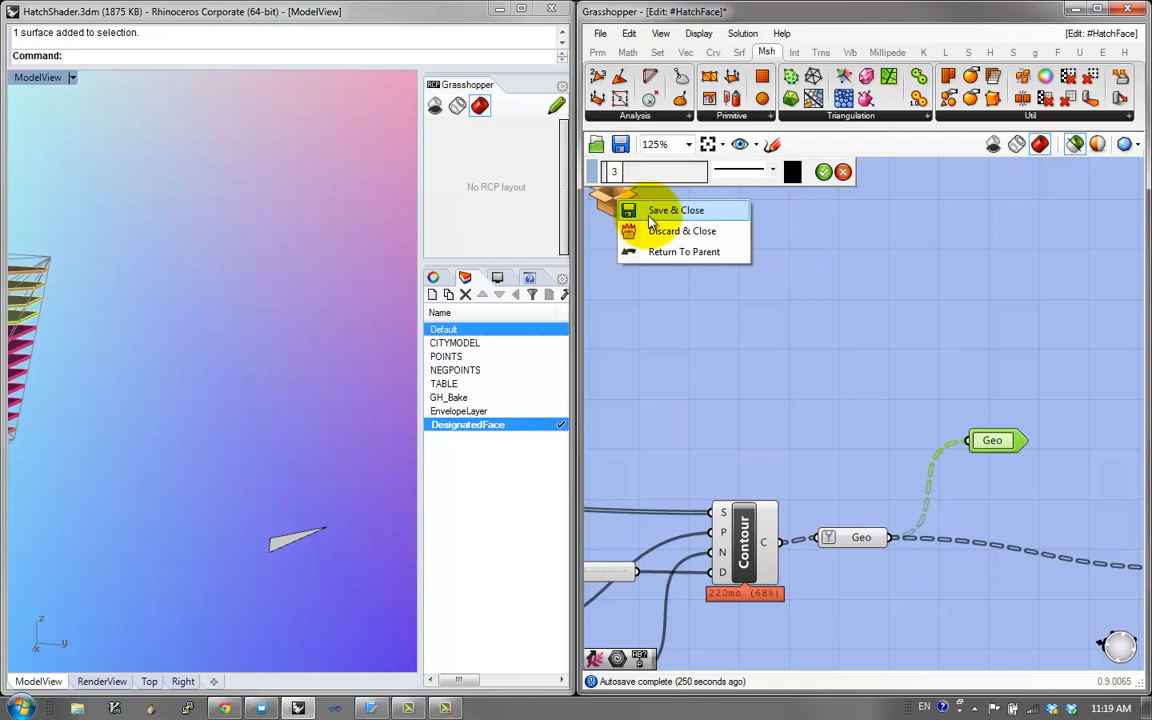 HatchShader.3dm (1875 KB) - Rhinoceros Corporate (64-bit) - [ModelView]
1 surface added to selection.
Command:
ModelView
Grasshopper
No RCP layout
Name
Default
CITYMODEL
POINTS
NEGPOINTS
TABLE
GH_Bake
EnvelopeLayer
DesignatedFace
z
y
x
ModelView
RenderView
Top
Right
Grasshopper - [Edit: #HatchFace]*
File
Edit
View
Display
Solution
Help
[Edit: #HatchFace]
Prm
Math
Set
Vec
Crv
Srf
Msh
Int
Trns
Wb
Millipede
K
L
S
H
S
g
F
U
E
H
Analysis
Primitive
Triangulation
Util
125%
3
Save & Close
Discard & Close
Return To Parent
Geo
S
P
N
D
Contour
C
Geo
220ms (68%)
Autosave complete (250 seconds ago)
0.9.0065
EN
11:19 AM